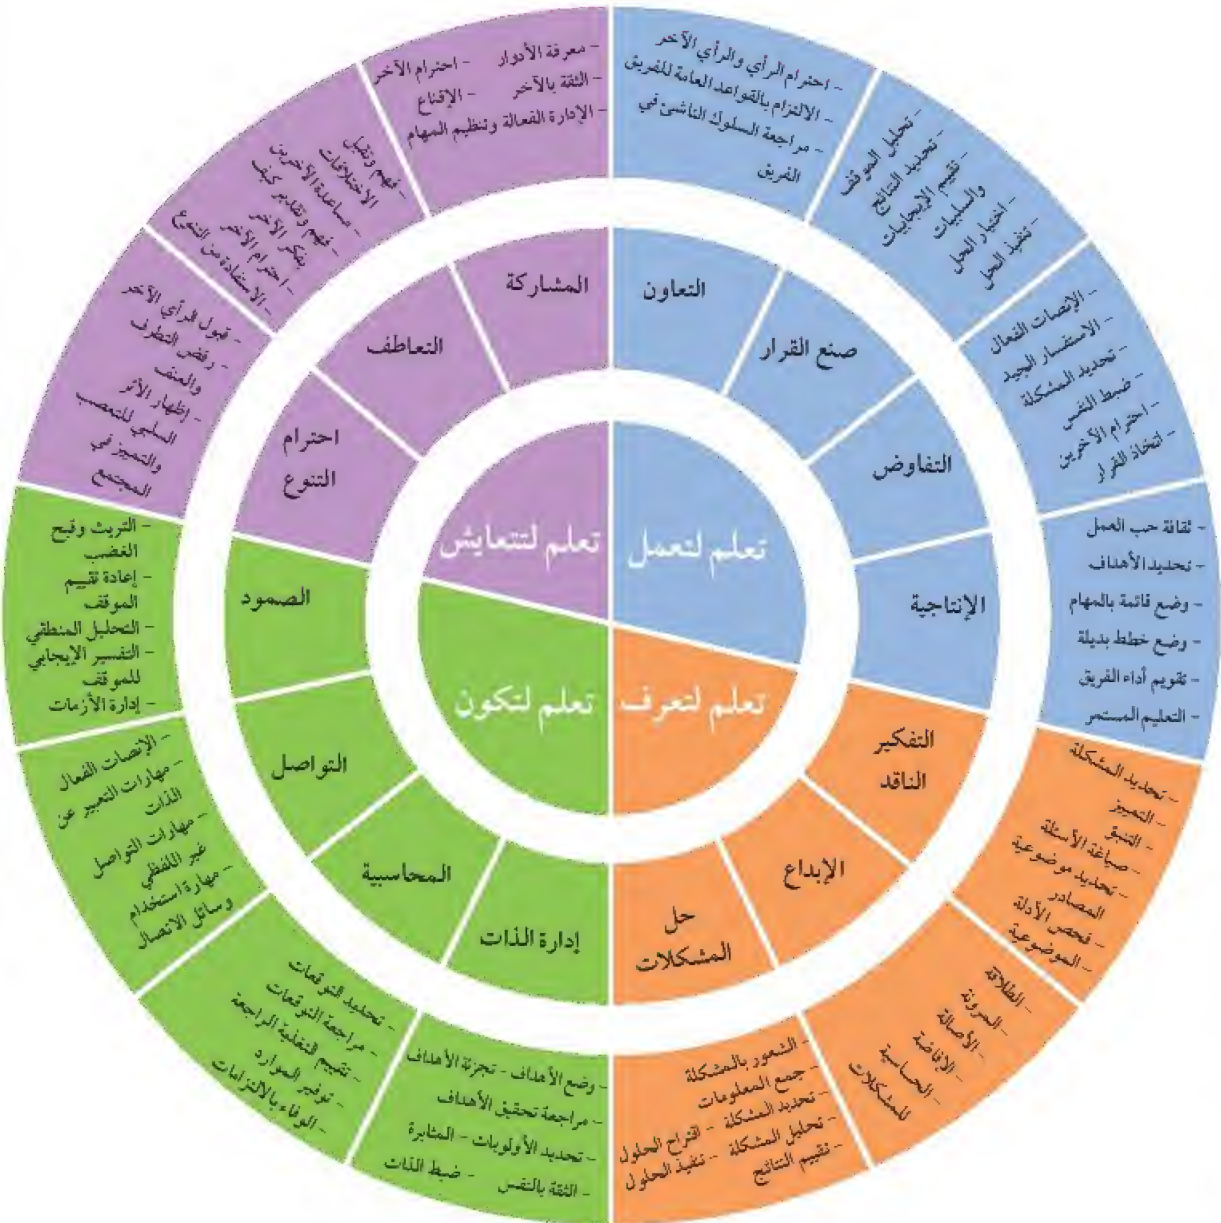 تعلم لتعمل
تعلم لتعرف
تعلم لتكون
تعلم لتتعايش
التعاون
صنع القرار
التفاوض
الإنتاجية
التفكير
الناقد
الإبداع
حل
المشكلات
إدارة الذات
المحاسبية
التواصل
الصمود
احترام
التنوع
التعاطف
المشاركة
- احترام الرأي والرأي الآخر
- الالتزام بالقواعد العامة للفريق
- مراجعة السلوك الناشئ في
الفريق
- تحليل الموقف
- تحديد النتائج
- تقييم الإيجابيات
والسلبيات
- اختيار الحل
- تنفيذ الحل
- الإنصات الفعال
- الاستفسار الجيد
- تحديد المشكلة
- ضبط النفس
- احترام الآخرين
- اتخاذ القرار
- ثقافة حب العمل
- تحديد الأهداف
- وضع قائمة بالمهام
- وضع خطط بديلة
- تقويم أداء الفريق
- التعليم المستمر
- تحديد المشكلة
- التمييز
- التنبؤ
- صياغة الأسئلة
- تحديد موضوعية
المصادر
- فحص الأدلة
- الموضوعية
- الطلاقة
- المرونة
- الأصالة
- الإفاضة
- الحساسية
للمشكلات
- الشعور بالمشكلة
- جمع المعلومات
- تحديد المشكلة - اقتراح الحلول
- تحليل المشكلة - تنفيذ الحلول
- تقييم النتائج
- وضع الأهداف - تجزئة الأهداف
- مراجعة تحقيق الأهداف
- تحديد الأولويات - المثابرة
- الثقة بالنفس - ضبط الذات
- تحديد التوقعات
- مراجعة التوقعات
- تقييم التغذية الراجعة
- توفير الموارد
- الوفاء بالالتزامات
- الإنصات الفعال
- مهارات التعبير عن
الذات
- مهارات التواصل
غير اللفظي
- مهارة استخدام
وسائل الاتصال
- التريث وقبح
الغضب
- إعادة تقييم
الموقف
- التحليل المنطقي
- التفسير الإيجابي
للموقف
- إدارة الأزمات
- قبول الرأي الآخر
- رفض التطرف
والعنف
- إظهار الأثر
السلبي للتعصب
والتمييز في
المجتمع
- فهم وتقبل
الاختلافات
- مساعدة الآخرين
- فهم وتقدير كيف
يفكر الآخر
- احترام الآخر
- الاستفادة من التنوع
- معرفة الأدوار - احترام الآخر
- الثقة بالآخر - الإقناع
- الإدارة الفعالة وتنظيم المهام